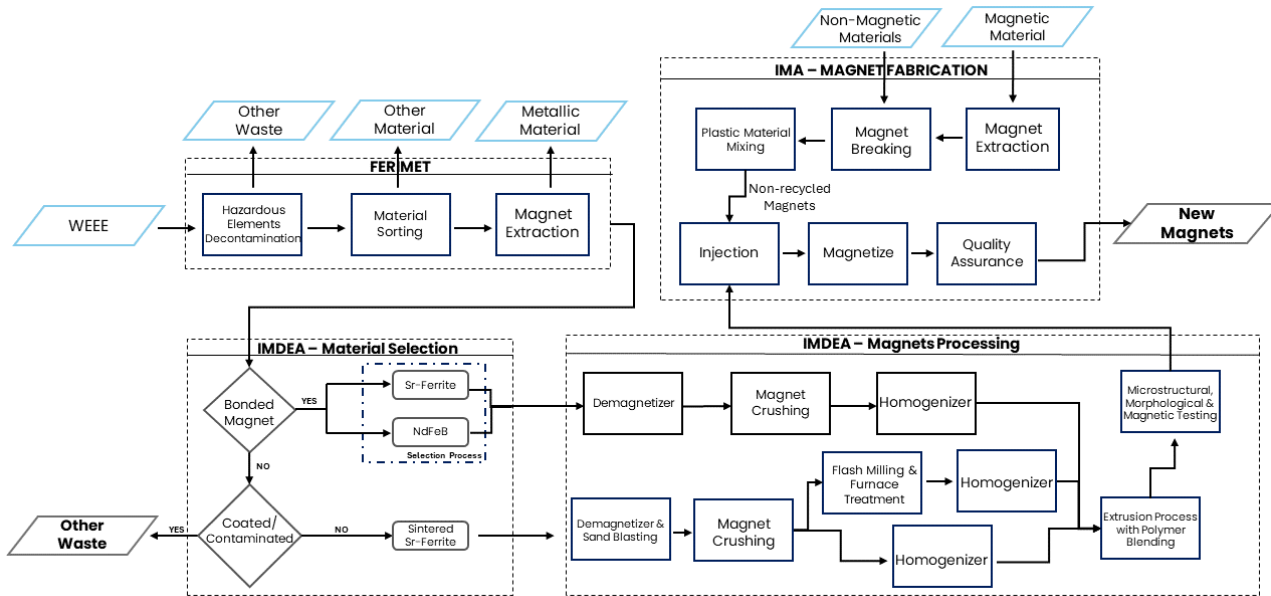 Non-Magnetic
Materials
Magnetic
Material
IMA – MAGNET FABRICATION
Other
Waste
Other
Material
Metallic
Material
Plastic Material
Mixing
Magnet
Breaking
Magnet
Extraction
FERIMET
Non-recycled
Magnets
WEEE
Hazardous
Elements
Decontamination
Material
Sorting
Magnet
Extraction
Injection
Magnetize
Quality
Assurance
New
Magnets
IMDEA – Material Selection
IMDEA – Magnets Processing
Bonded
Magnet
YES
Sr-Ferrite
NdFeB
Selection Process
NO
Demagnetizer
Magnet
Crushing
Homogenizer
Microstructural,
Morphological &
Magnetic Testing
Flash Milling &
Furnace
Treatment
Homogenizer
Other
Waste
YES
Coated/
Contaminated
NO
Sintered
Sr-Ferrite
Demagnetizer &
Sand Blasting
Magnet
Crushing
Homogenizer
Extrusion Process
with Polymer
Blending